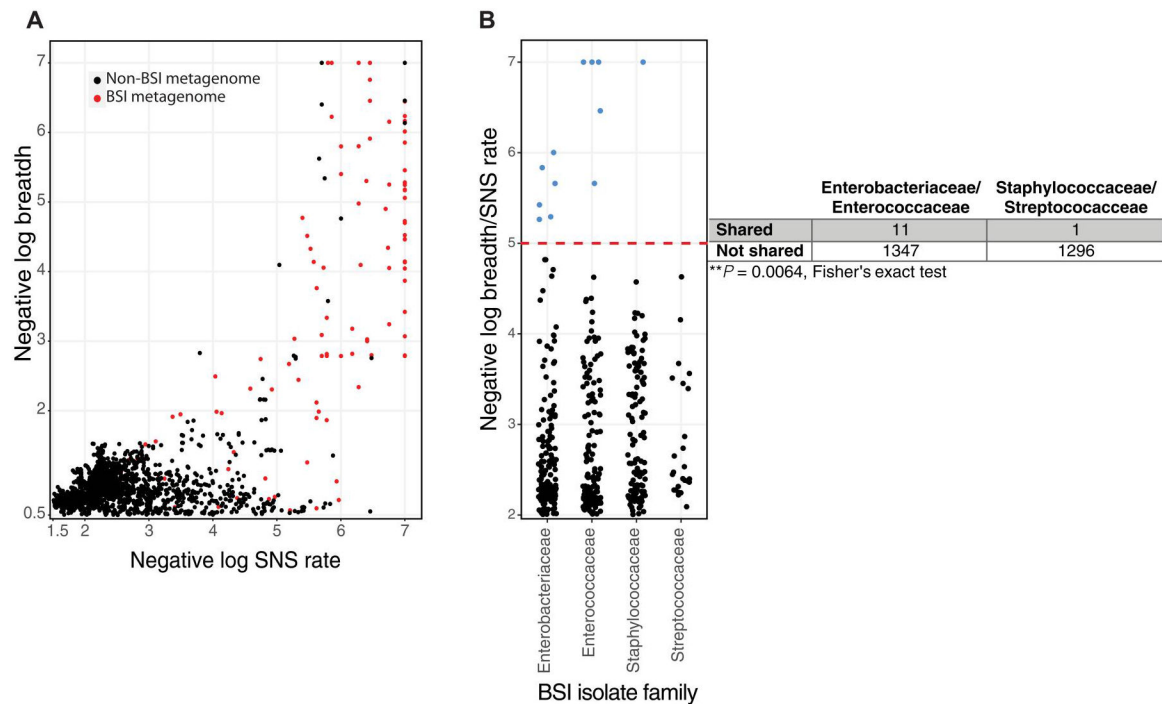 A
7
6
5
4
3
2
0.5
Negative log breatdh
Non-BSI metagenome
BSI metagenome
1.5 2 3 4 5 6 7
Negative log SNS rate
B
7
6
5
4
3
2
Negative log breadth/SNS rate
Enterobacteriaceae
Enterococcaceae
Staphylococcaceae
Streptococcaceae
BSI isolate family
Enterobacteriaceae/ Staphylococcaceae/
Enterococcaceae Streptococacceae
Shared 11 1
Not shared 1347 1296
**P = 0.0064, Fisher's exact test